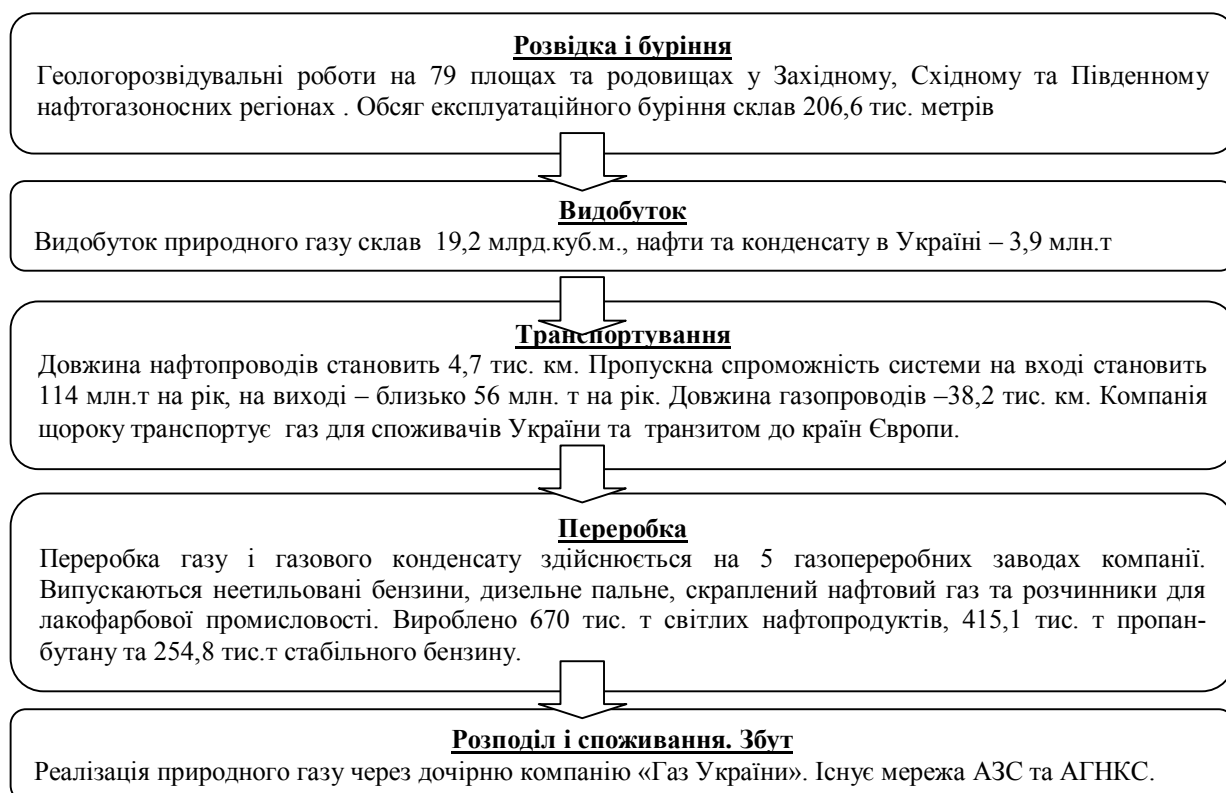 Розвідка і буріння
Геологорозвідувальні роботи на 79 площах та родовищах у Західному, Східному та Південному
нафтогазоносних регіонах . Обсяг експлуатаційного буріння склав 206,6 тис. метрів
Видобуток
Видобуток природного газу склав 19,2 млрд.куб.м., нафти та конденсату в Україні – 3,9 млн.т
Транспортування
Довжина нафтопроводів становить 4,7 тис. км. Пропускна спроможність системи на вході становить
114 млн.т на рік, на виході – близько 56 млн. т на рік. Довжина газопроводів –38,2 тис. км. Компанія
щороку транспортує газ для споживачів України та транзитом до країн Європи.
Переробка
Переробка газу і газового конденсату здійснюється на 5 газопереробних заводах компанії.
Випускаються неетильовані бензини, дизельне пальне, скраплений нафтовий газ та розчинники для
лакофарбової промисловості. Вироблено 670 тис. т світлих нафтопродуктів, 415,1 тис. т пропан-
бутану та 254,8 тис.т стабільного бензину.
Розподіл і споживання. Збут
Реалізація природного газу через дочірню компанію «Газ України». Існує мережа АЗС та АГНКС.